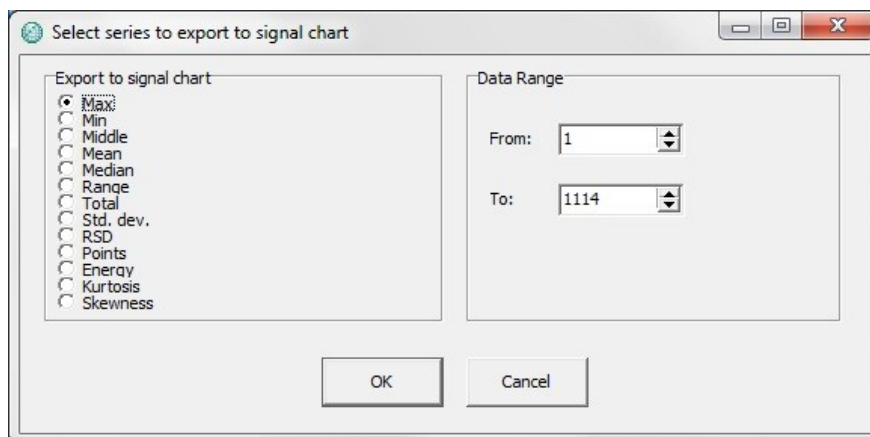 Select series to export to signal chart
Export to signal chart
Max
Min
Middle
Mean
Median
Range
Total
Std. dev.
RSD
Points
Energy
Kurtosis
Skewness
Data Range
From: 1
To: 1114
OK Cancel